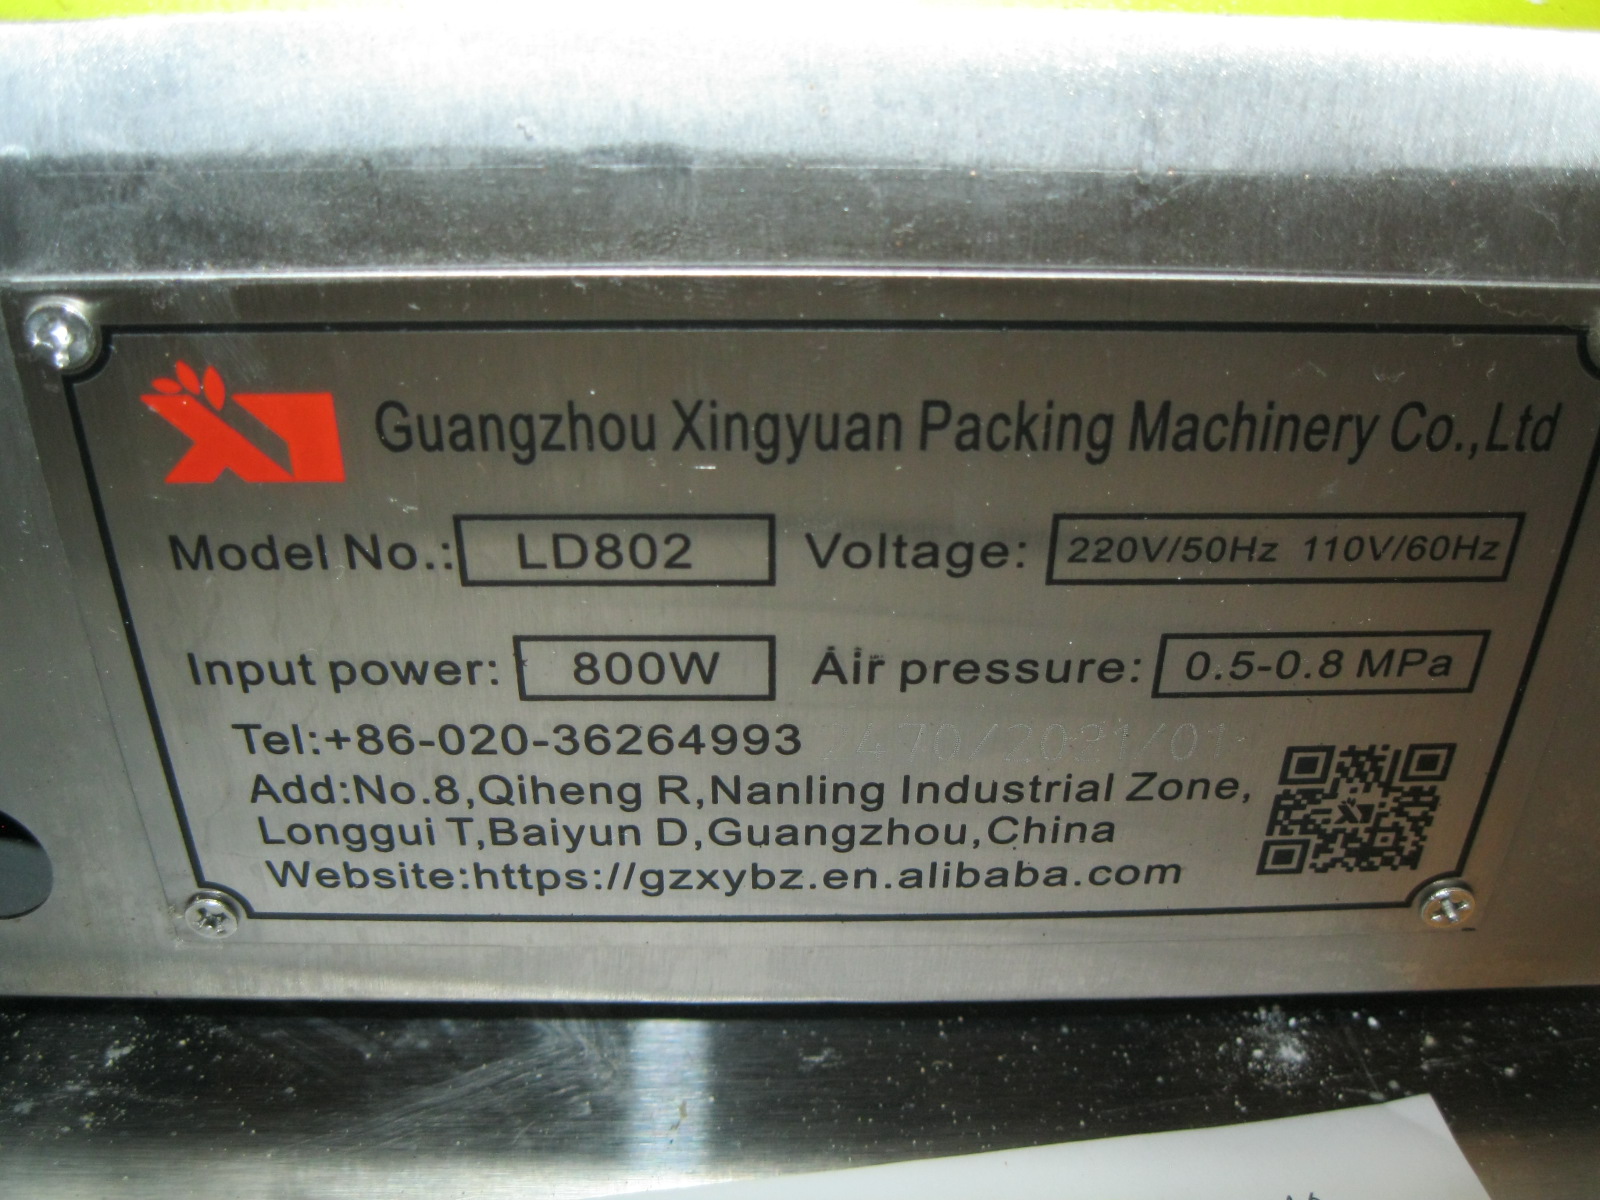 XI
Guangzhou Xingyuan Packing Machinery Co.,Ltd
Model No.: LD802 Voltage: 220V/50Hz 110V/60Hz
Input power: 800W Air pressure: 0.5-0.8 MPa
Tel:+86-020-36264993
Add:No.8,Qiheng R,Nanling Industrial Zone,
Longgui T,Baiyun D,Guangzhou,China
Website:https://gzxybz.en.alibaba.com